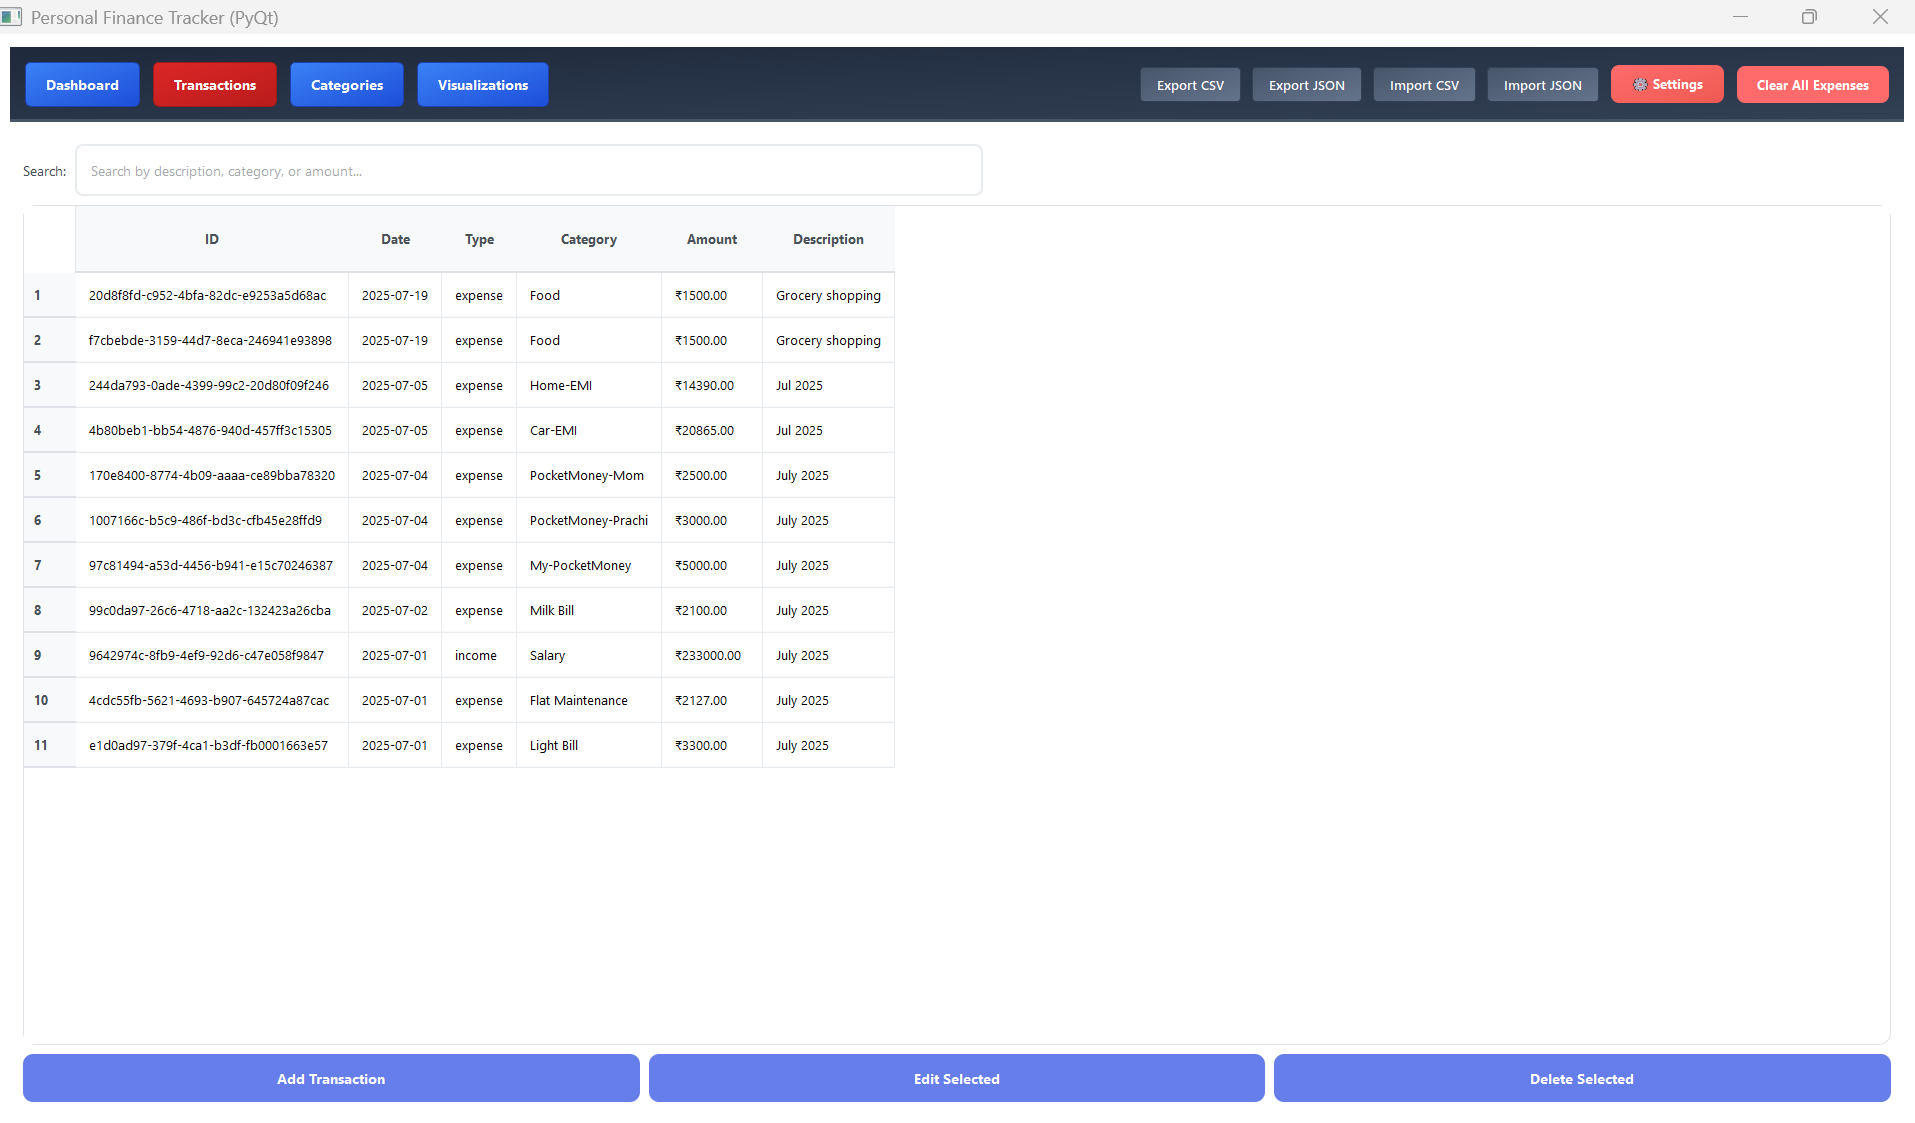 Personal Finance Tracker (PyQt)
Dashboard Transactions Categories Visualizations Export CSV Export JSON Import CSV Import JSON Settings Clear All Expenses
Search: Search by description, category, or amount...
ID Date Type Category Amount Description
1 20d8f8fd-c952-4bfa-82dc-e9253a5d68ac 2025-07-19 expense Food ₹1500.00 Grocery shopping
2 f7cbebde-3159-44d7-8eca-246941e93898 2025-07-19 expense Food ₹1500.00 Grocery shopping
3 244da793-0ade-4399-99c2-20d80f09f246 2025-07-05 expense Home-EMI ₹14390.00 Jul 2025
4 4b80beb1-bb54-4876-940d-457ff3c15305 2025-07-05 expense Car-EMI ₹20865.00 Jul 2025
5 170e8400-8774-4b09-aaaa-ce89bba78320 2025-07-04 expense PocketMoney-Mom ₹2500.00 July 2025
6 1007166c-b5c9-486f-bd3c-cfb45e28ffd9 2025-07-04 expense PocketMoney-Prachi ₹3000.00 July 2025
7 97c81494-a53d-4456-b941-e15c70246387 2025-07-04 expense My-PocketMoney ₹5000.00 July 2025
8 99c0da97-26c6-4718-aa2c-132423a26cba 2025-07-02 expense Milk Bill ₹2100.00 July 2025
9 9642974c-8fb9-4ef9-92d6-c47e058f9847 2025-07-01 income Salary ₹233000.00 July 2025
10 4cdc55fb-5621-4693-b907-645724a87cac 2025-07-01 expense Flat Maintenance ₹2127.00 July 2025
11 e1d0ad97-379f-4ca1-b3df-fb0001663e57 2025-07-01 expense Light Bill ₹3300.00 July 2025
Add Transaction Edit Selected Delete Selected